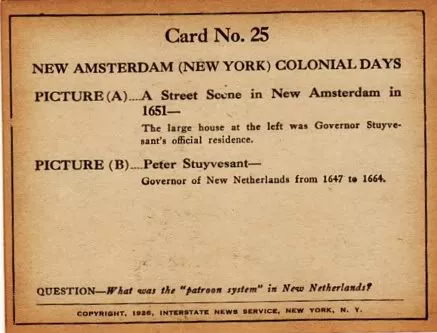 Card No. 25
NEW AMSTERDAM (NEW YORK) COLONIAL DAYS
PICTURE (A)....A Street Scene in New Amsterdam in
1651—
The large house at the left was Governor Stuyve-
sant's official residence.
PICTURE (B)....Peter Stuyvesant—
Governor of New Netherlands from 1647 to 1664.
QUESTION—What was the "patroon system" in New Netherlands?
COPYRIGHT, 1926, INTERSTATE NEWS SERVICE, NEW YORK, N. Y.